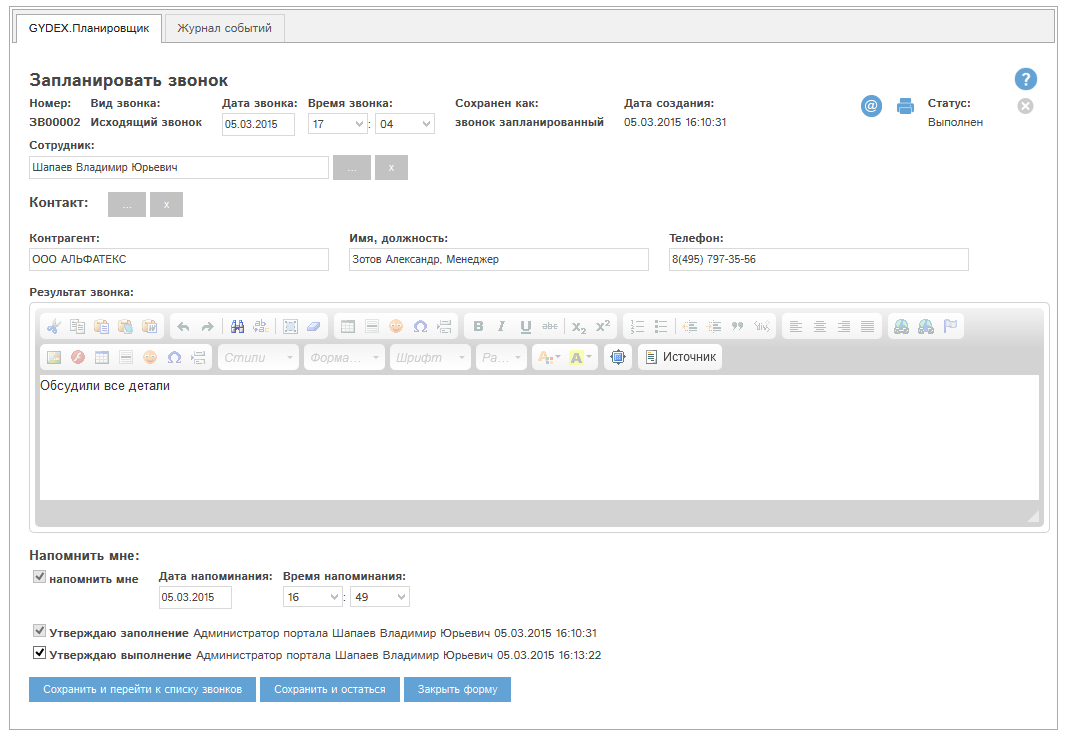 GYDEX.Планировщик Журнал событий
Запланировать звонок
Номер: Вид звонка: Дата звонка: Время звонка: Сохранен как: Дата создания: Статус:
ЗВ00002 Исходящий звонок 05.03.2015 17 : 04 звонок запланированный 05.03.2015 16:10:31 Выполнен
Сотрудник:
Шапаев Владимир Юрьевич ... x
Контакт: ... x
Контрагент: Имя, должность: Телефон:
ООО АЛЬФАТЕКС Зотов Александр, Менеджер 8(495) 797-35-56
Результат звонка:
Стили Форма... Шрифт Ра... Источник
Обсудили все детали
Напомнить мне:
напомнить мне Дата напоминания: Время напоминания:
05.03.2015 16 : 49
Утверждаю заполнение Администратор портала Шапаев Владимир Юрьевич 05.03.2015 16:10:31
Утверждаю выполнение Администратор портала Шапаев Владимир Юрьевич 05.03.2015 16:13:22
Сохранить и перейти к списку звонков Сохранить и остаться Закрыть форму